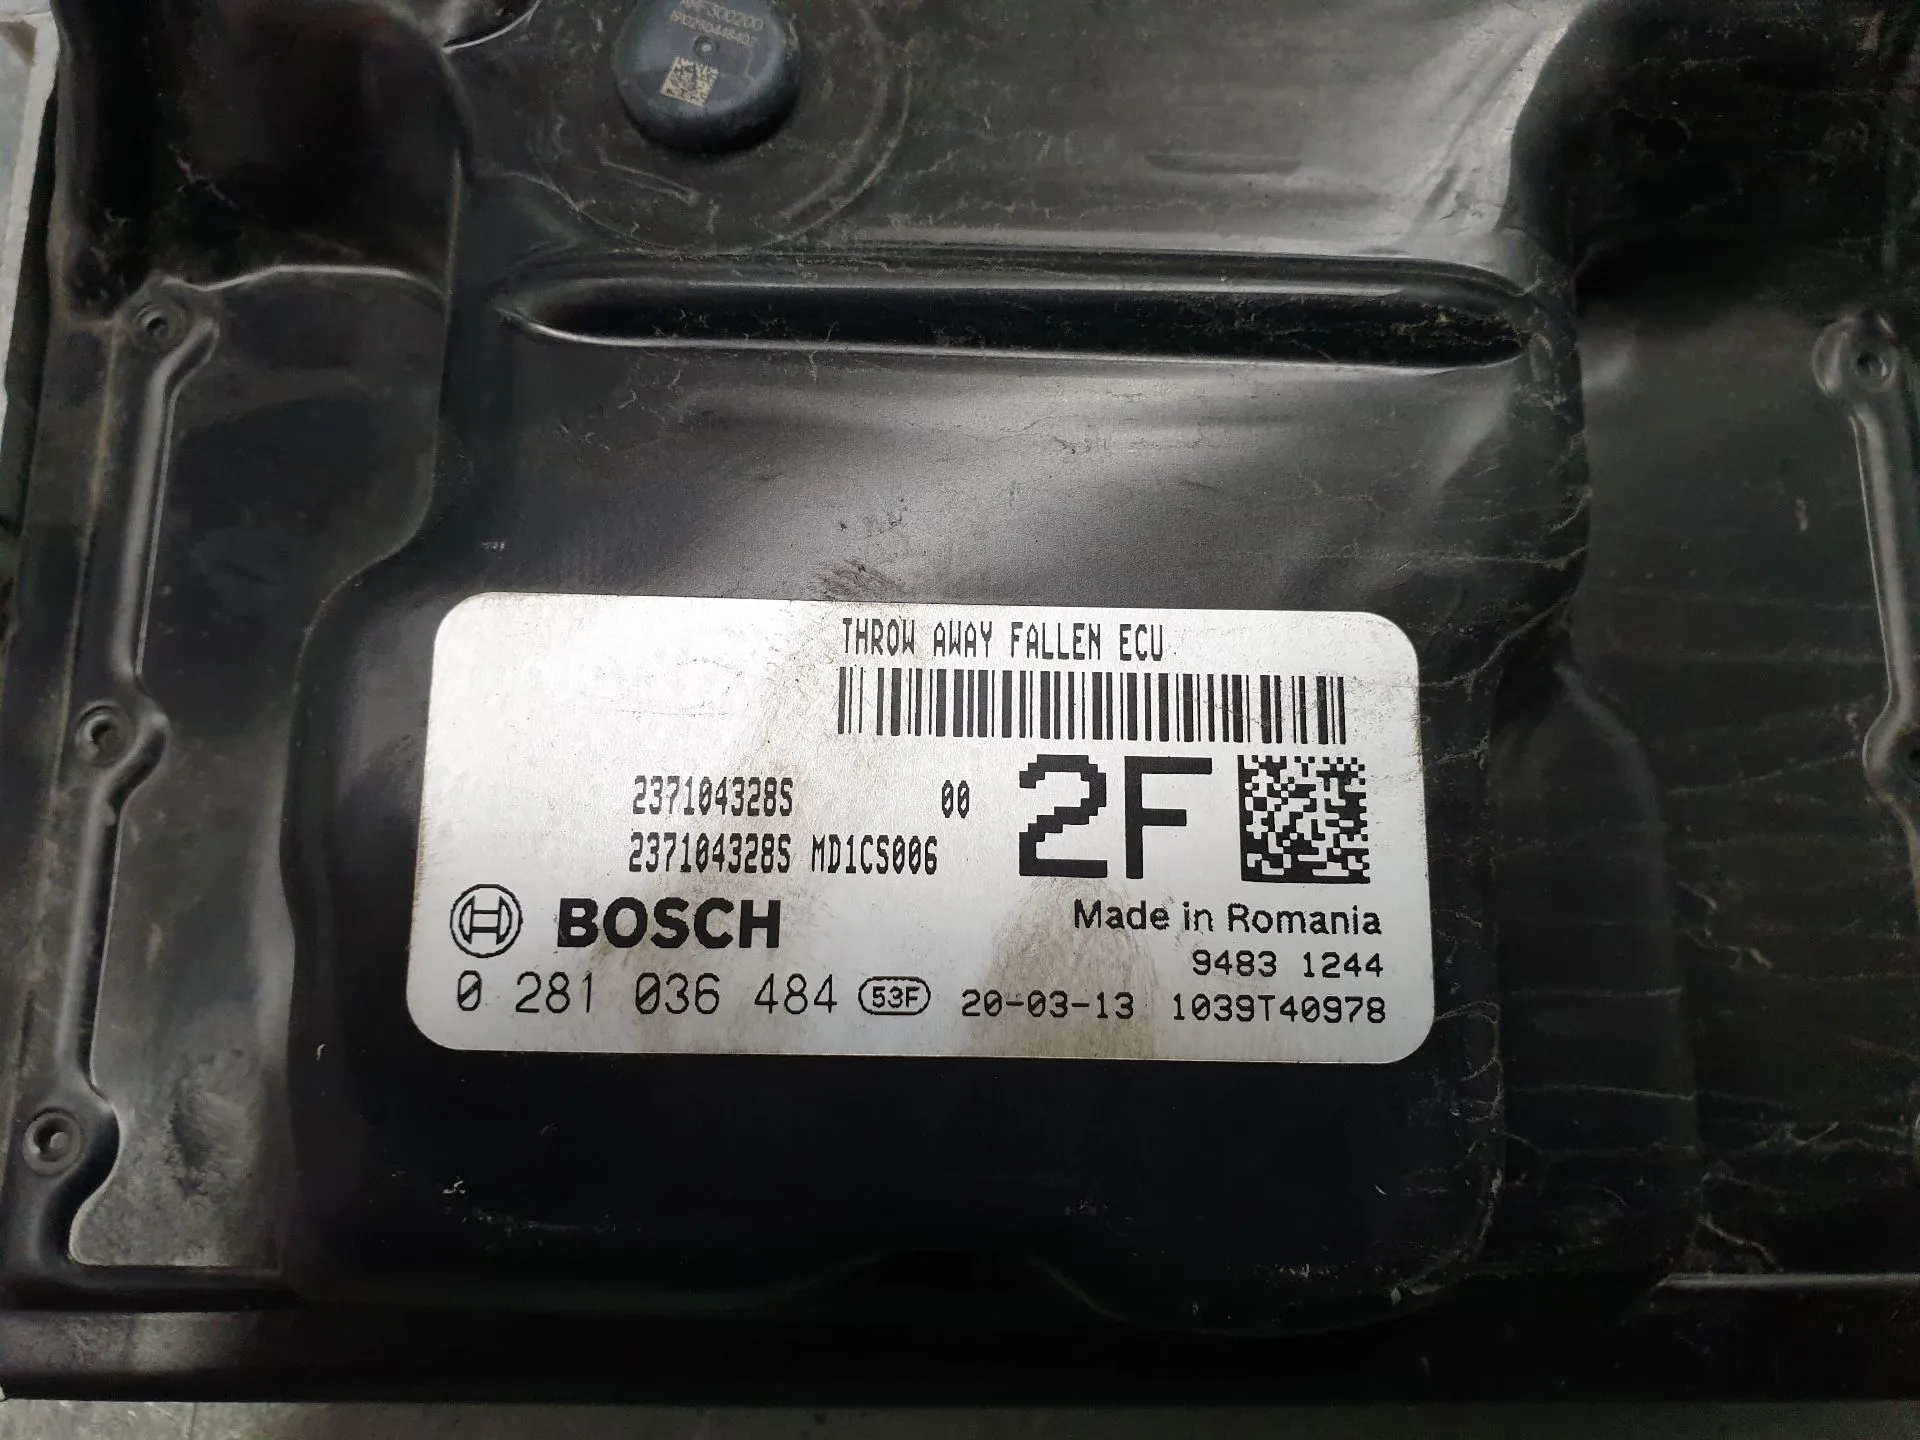 THROW AWAY FALLEN ECU
237104328S 00 2F
237104328S MD1CS006
BOSCH
Made in Romania
9483 1244
0 281 036 484 53F 20-03-13 1039T40978